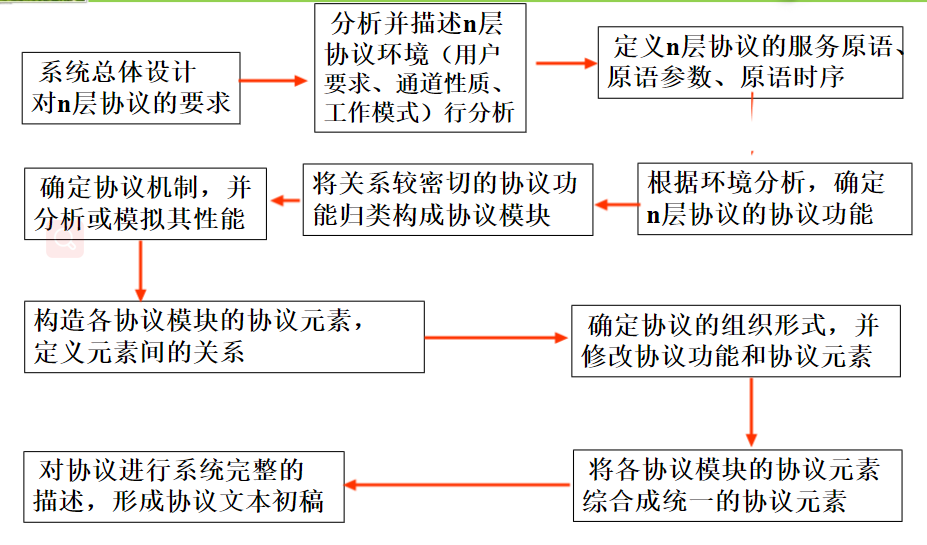 系统总体设计
对n层协议的要求
分析并描述n层
协议环境（用户
要求、通道性质、
工作模式）行分析
定义n层协议的服务原语、
原语参数、原语时序
根据环境分析，确定
n层协议的协议功能
将关系较密切的协议功
能归类构成协议模块
确定协议机制，并
分析或模拟其性能
构造各协议模块的协议元素，
定义元素间的关系
确定协议的组织形式，并
修改协议功能和协议元素
将各协议模块的协议元素
综合成统一的协议元素
对协议进行系统完整的
描述，形成协议文本初稿